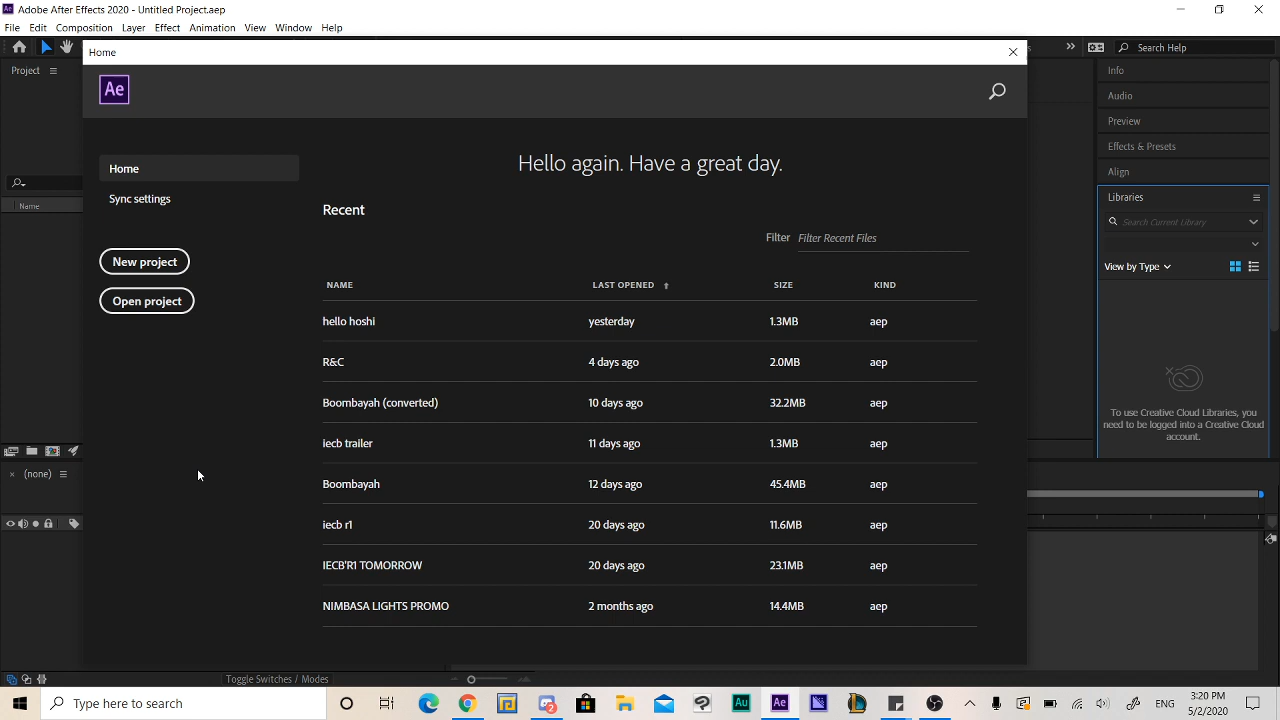 Adobe After Effects 2020 - Untitled Project.aep
File Edit Composition Layer Effect Animation View Window Help
Search Help
Project
Name
(none)
Home
Ae
Home
Sync settings
New project
Open project
Hello again. Have a great day.
Recent
Filter Filter Recent Files
NAME LAST OPENED SIZE KIND
hello hoshi yesterday 1.3MB aep
R&C 4 days ago 2.0MB aep
Boombayah (converted) 10 days ago 32.2MB aep
iecb trailer 11 days ago 1.3MB aep
Boombayah 12 days ago 45.4MB aep
iecb r1 20 days ago 11.6MB aep
IECB'R1 TOMORROW 20 days ago 23.1MB aep
NIMBASA LIGHTS PROMO 2 months ago 14.4MB aep
Info
Audio
Preview
Effects & Presets
Align
Libraries
Search Current Library
View by Type
To use Creative Cloud Libraries, you
need to be logged into a Creative Cloud
account.
Toggle Switches / Modes
Type here to search
2
Au
Ae
ENG
3:20 PM
5/2/2020